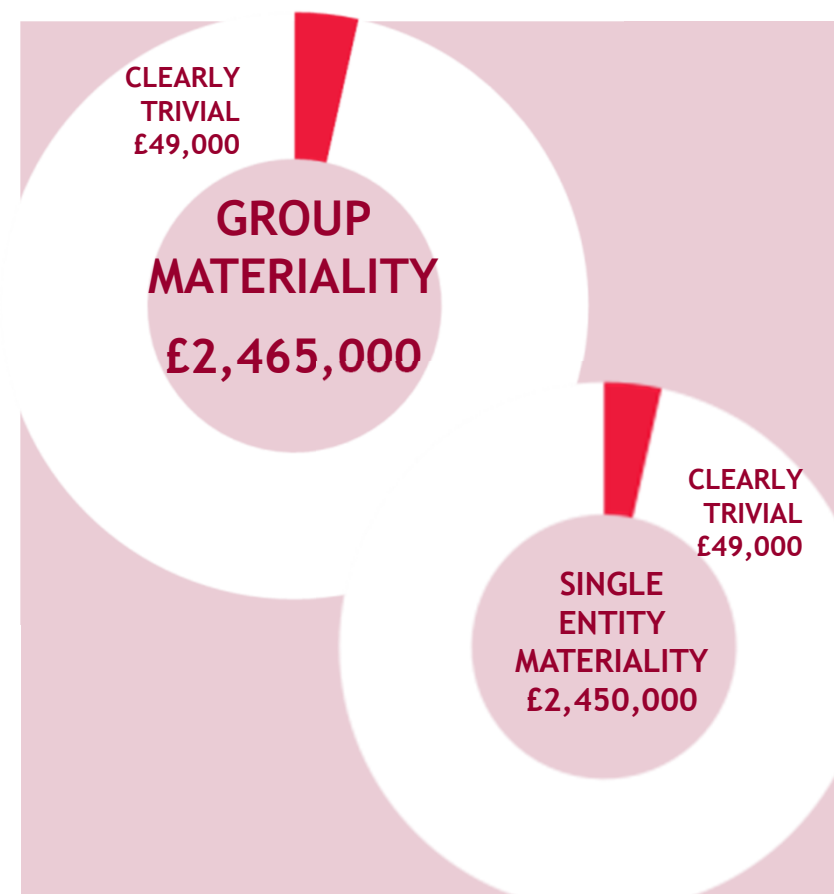 CLEARLY
TRIVIAL
£49,000
GROUP
MATERIALITY
£2,465,000
CLEARLY
TRIVIAL
£49,000
SINGLE
ENTITY
MATERIALITY
£2,450,000